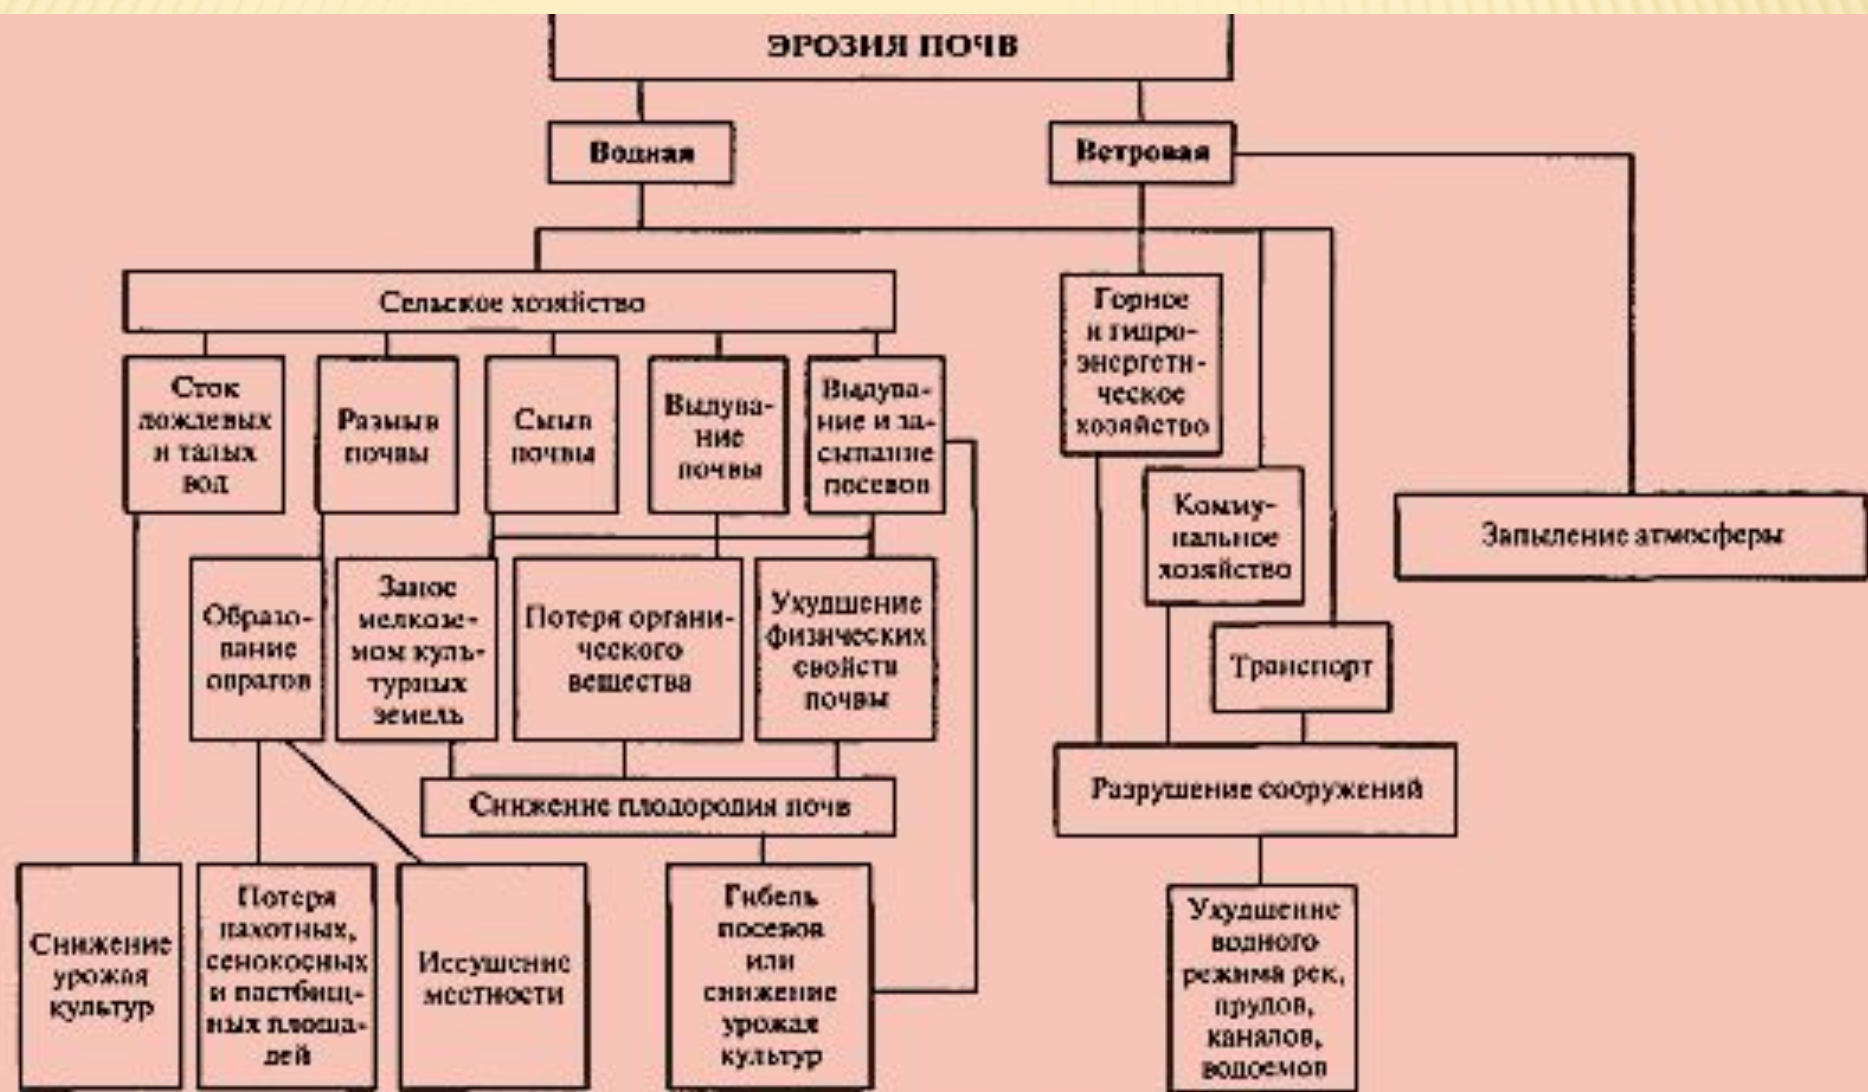 ЭРОЗИЯ ПОЧВ
Водная
Ветровая
Сельское хозяйство
Сток
дождевых
и талых
вод
Размыв
почвы
Смыв
почвы
Выдува-
ние
почвы
Выдува-
ние и за-
сыпание
посевов
Горное
и гидро-
энергети-
ческое
хозяйство
Комму-
нальное
хозяйство
Транспорт
Запыление атмосферы
Образо-
вание
оврагов
Занос
мелкозе-
мом куль-
турных
земель
Потеря органи-
ческого
вещества
Ухудшение
физических
свойств
почвы
Снижение плодородия почв
Разрушение сооружений
Снижение
урожая
культур
Потеря
пахотных,
сенокосных
и пастбищ-
ных площа-
дей
Иссушение
местности
Гибель
посевов
или
снижение
урожая
культур
Ухудшение
водного
режима рек,
прудов,
каналов,
водоемов